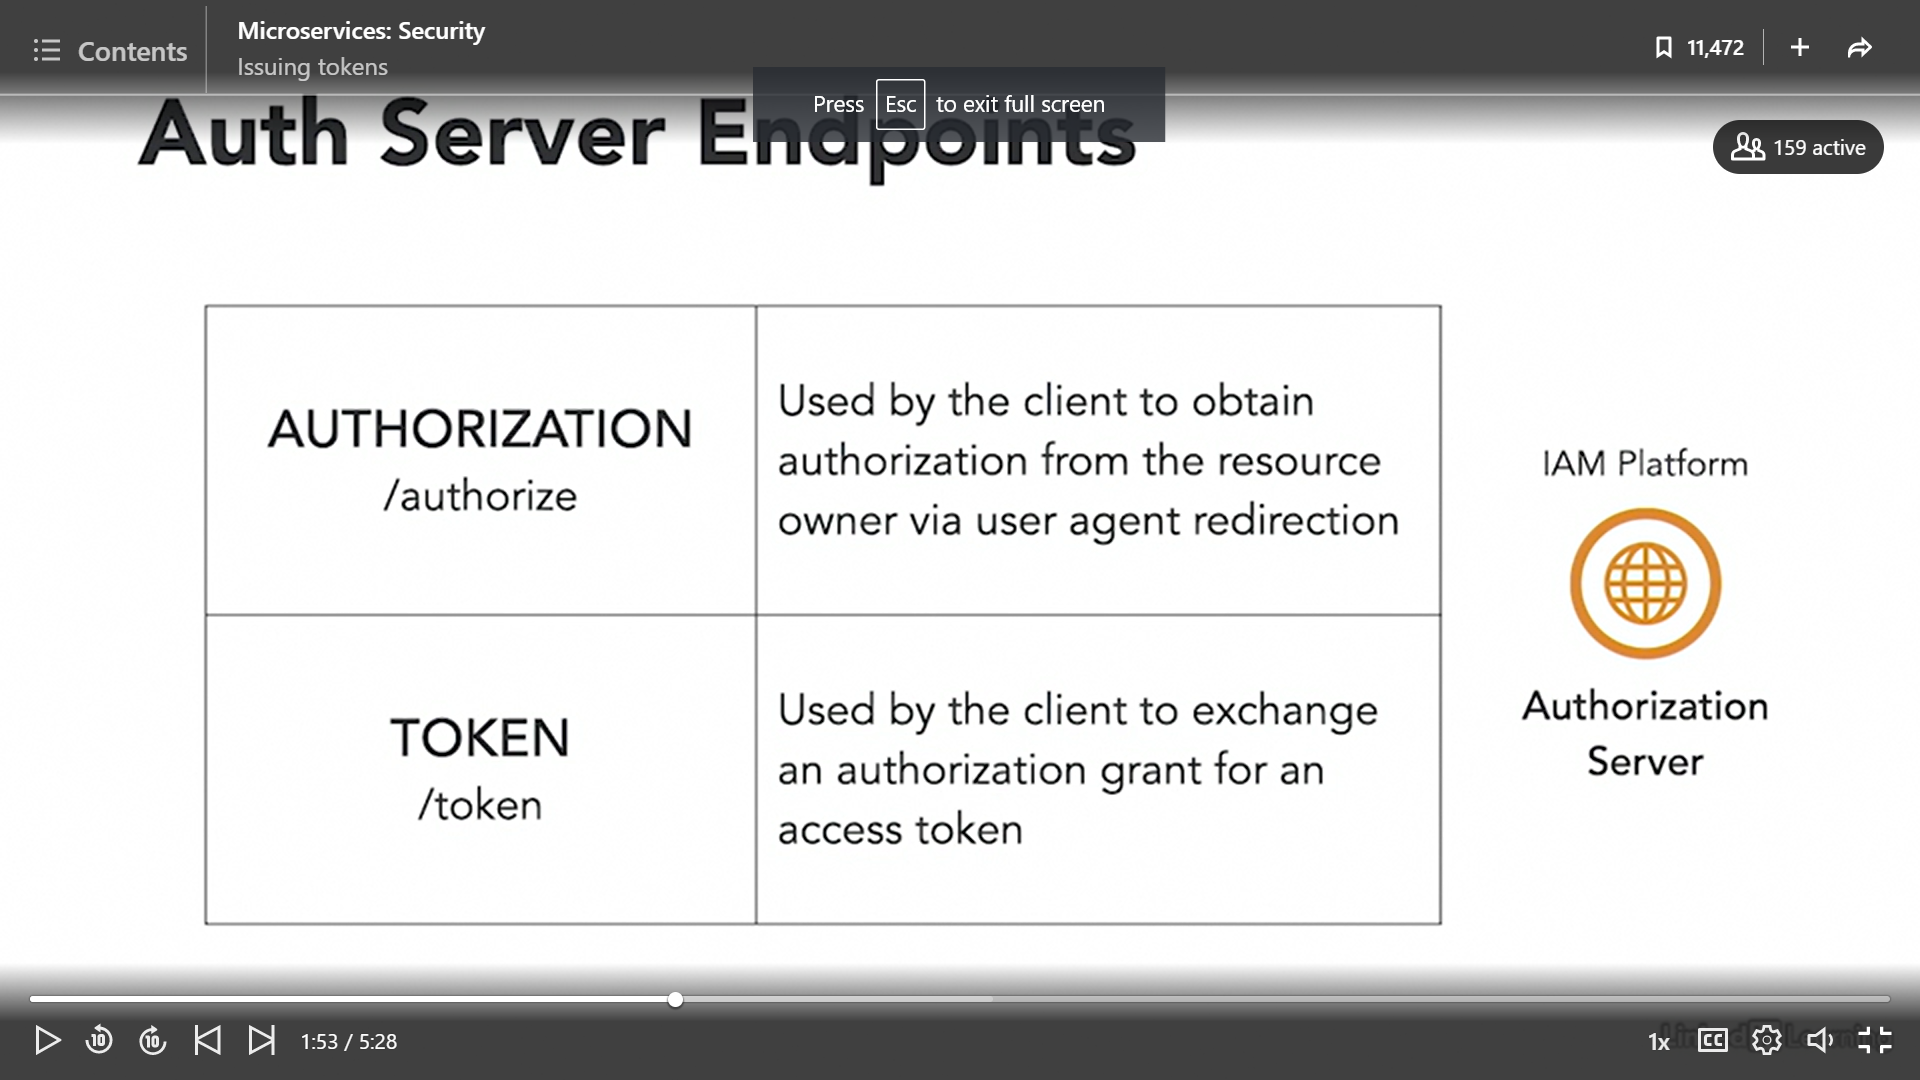 Contents
Microservices: Security
Issuing tokens
11,472
Press Esc to exit full screen
Auth Server Endpoints
159 active
AUTHORIZATION
/authorize
Used by the client to obtain
authorization from the resource
owner via user agent redirection
IAM Platform
Authorization
Server
TOKEN
/token
Used by the client to exchange
an authorization grant for an
access token
10
10
1:53 / 5:28
1x
CC